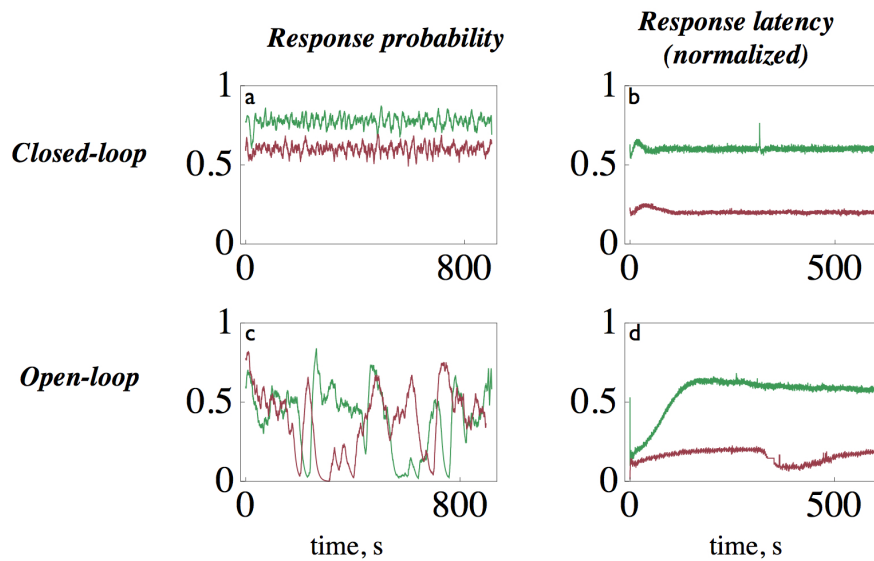 Response probability
Response latency
(normalized)
Closed-loop
1
0.5
0
a
0
800
1
0.5
0
b
0
500
Open-loop
1
0.5
0
c
0
800
time, s
1
0.5
0
d
0
500
time, s